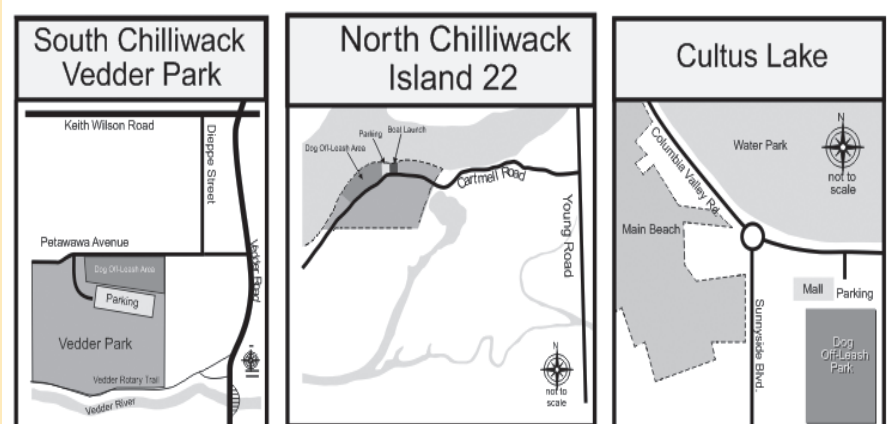 South Chilliwack
Vedder Park
Keith Wilson Road
Dieppe Street
Petawawa Avenue
Vedder Road
Dog Off-Leash Area
Parking
Vedder Park
Vedder Rotary Trail
Vedder River
North Chilliwack
Island 22
Boat Launch
Parking
Dog Off-Leash Area
Cartmell Road
Young Road
N
not to
scale
Cultus Lake
Columbia Valley Rd.
Water Park
N
not to
scale
Main Beach
Mall
Parking
Sunnyside Blvd.
Dog
Off-Leash
Park